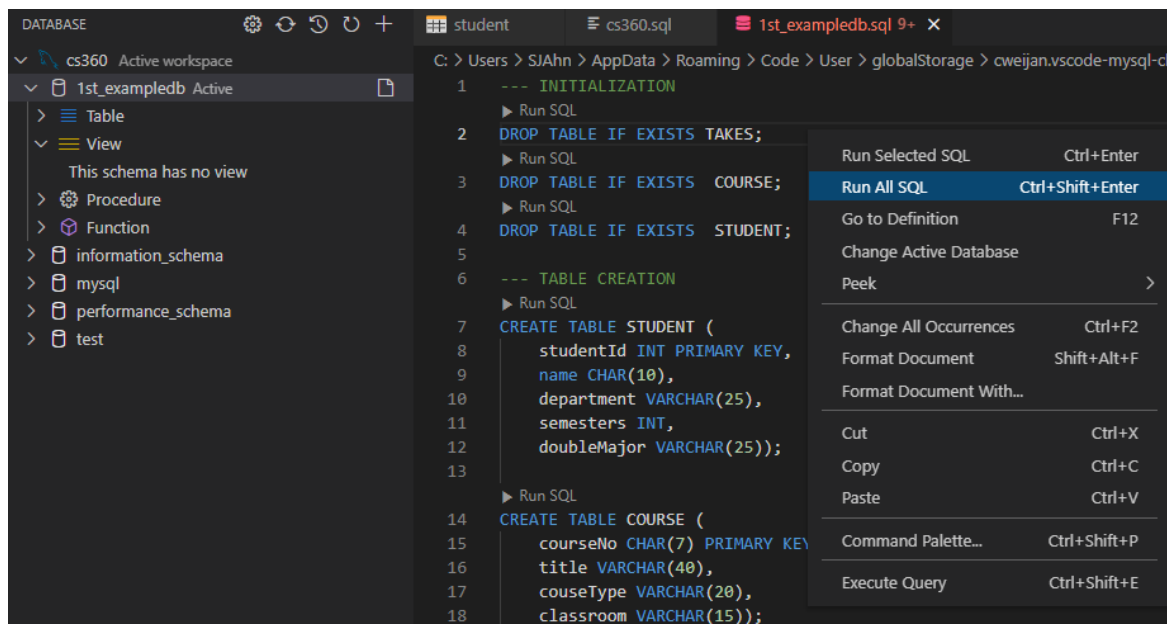 DATABASE
cs360 Active workspace
1st_exampledb Active
Table
View
This schema has no view
Procedure
Function
information_schema
mysql
performance_schema
test
student
cs360.sql
1st_exampledb.sql 9+
C: > Users > SJAhn > AppData > Roaming > Code > User > globalStorage > cweijan.vscode-mysql-cl
1 --- INITIALIZATION
Run SQL
2 DROP TABLE IF EXISTS TAKES;
Run SQL
3 DROP TABLE IF EXISTS COURSE;
Run SQL
4 DROP TABLE IF EXISTS STUDENT;
5
6 --- TABLE CREATION
Run SQL
7 CREATE TABLE STUDENT (
8 studentId INT PRIMARY KEY,
9 name CHAR(10),
10 department VARCHAR(25),
11 semesters INT,
12 doubleMajor VARCHAR(25));
13
Run SQL
14 CREATE TABLE COURSE (
15 courseNo CHAR(7) PRIMARY KEY
16 title VARCHAR(40),
17 couseType VARCHAR(20),
18 classroom VARCHAR(15));
Run Selected SQL Ctrl+Enter
Run All SQL Ctrl+Shift+Enter
Go to Definition F12
Change Active Database
Peek
Change All Occurrences Ctrl+F2
Format Document Shift+Alt+F
Format Document With...
Cut Ctrl+X
Copy Ctrl+C
Paste Ctrl+V
Command Palette... Ctrl+Shift+P
Execute Query Ctrl+Shift+E